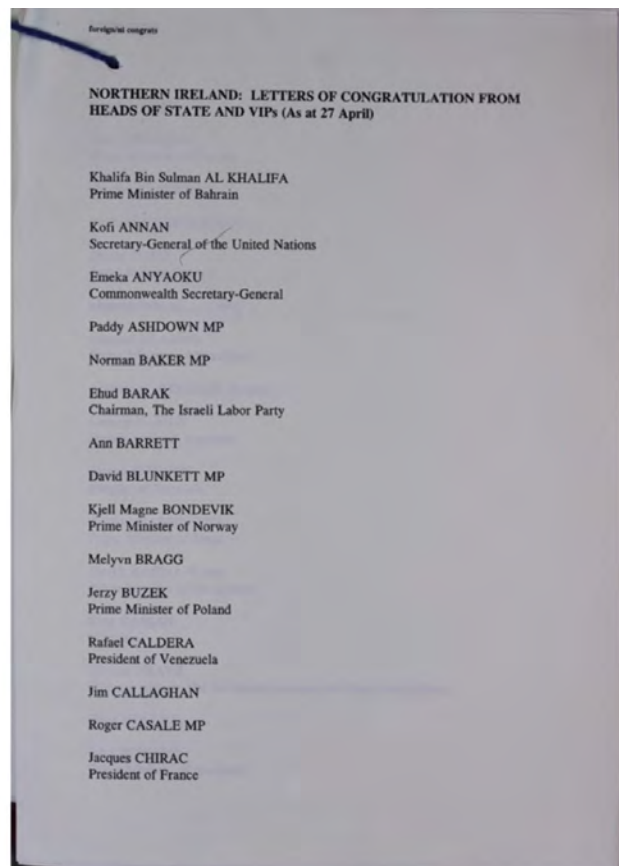 foreign/ni congrats
NORTHERN IRELAND: LETTERS OF CONGRATULATION FROM
HEADS OF STATE AND VIPs (As at 27 April)
Khalifa Bin Sulman AL KHALIFA
Prime Minister of Bahrain
Kofi ANNAN
Secretary-General of the United Nations
Emeka ANYAOKU
Commonwealth Secretary-General
Paddy ASHDOWN MP
Norman BAKER MP
Ehud BARAK
Chairman, The Israeli Labor Party
Ann BARRETT
David BLUNKETT MP
Kjell Magne BONDEVIK
Prime Minister of Norway
Melyvn BRAGG
Jerzy BUZEK
Prime Minister of Poland
Rafael CALDERA
President of Venezuela
Jim CALLAGHAN
Roger CASALE MP
Jacques CHIRAC
President of France